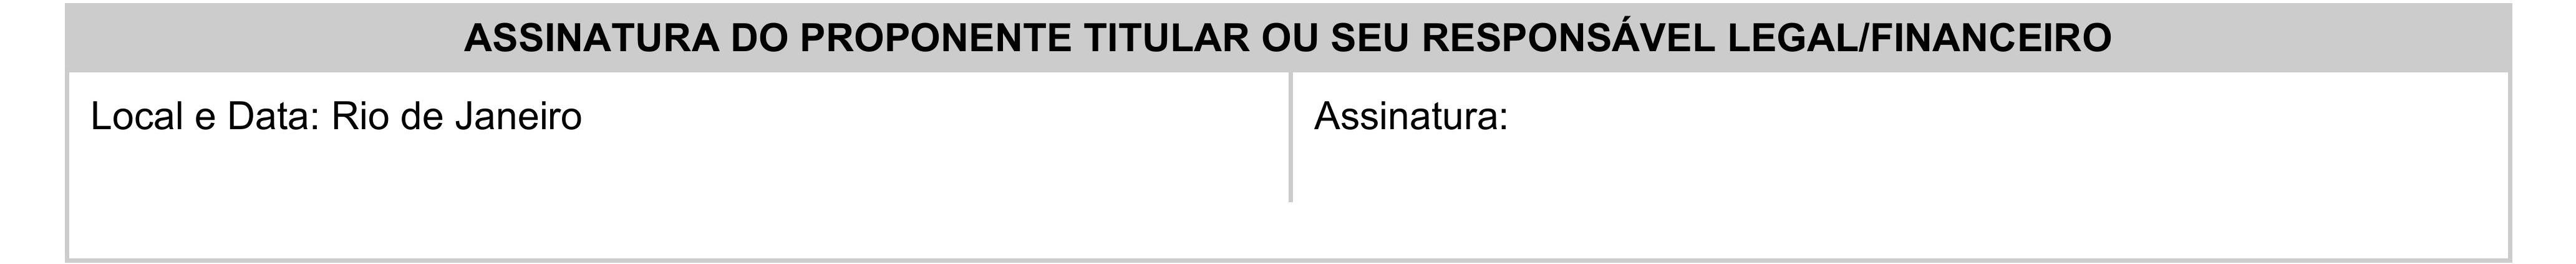 ASSINATURA DO PROPONENTE TITULAR OU SEU RESPONSÁVEL LEGAL/FINANCEIRO
Local e Data: Rio de Janeiro
Assinatura: